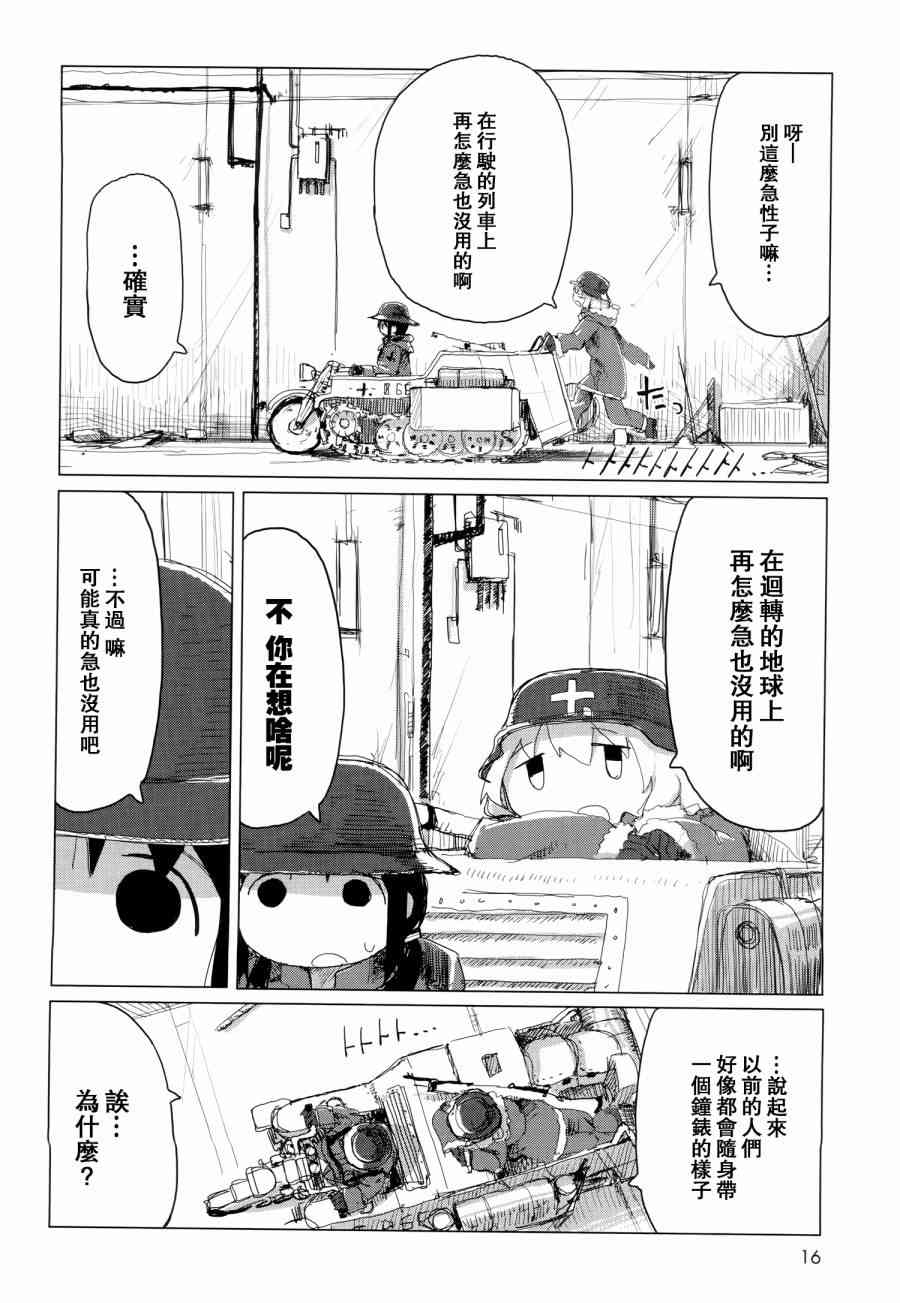 呀—
別這麼急性子嘛…
在行駛的列車上
再怎麼急也沒用的啊
…確實
タッ
在迴轉的地球上
再怎麼急也沒用的啊
不 你在想啥呢
…不過 嘛
可能真的急也沒用吧
…說起來
以前的人們
好像都會隨身帶
一個鐘錶的樣子
誒…
為什麼？
16